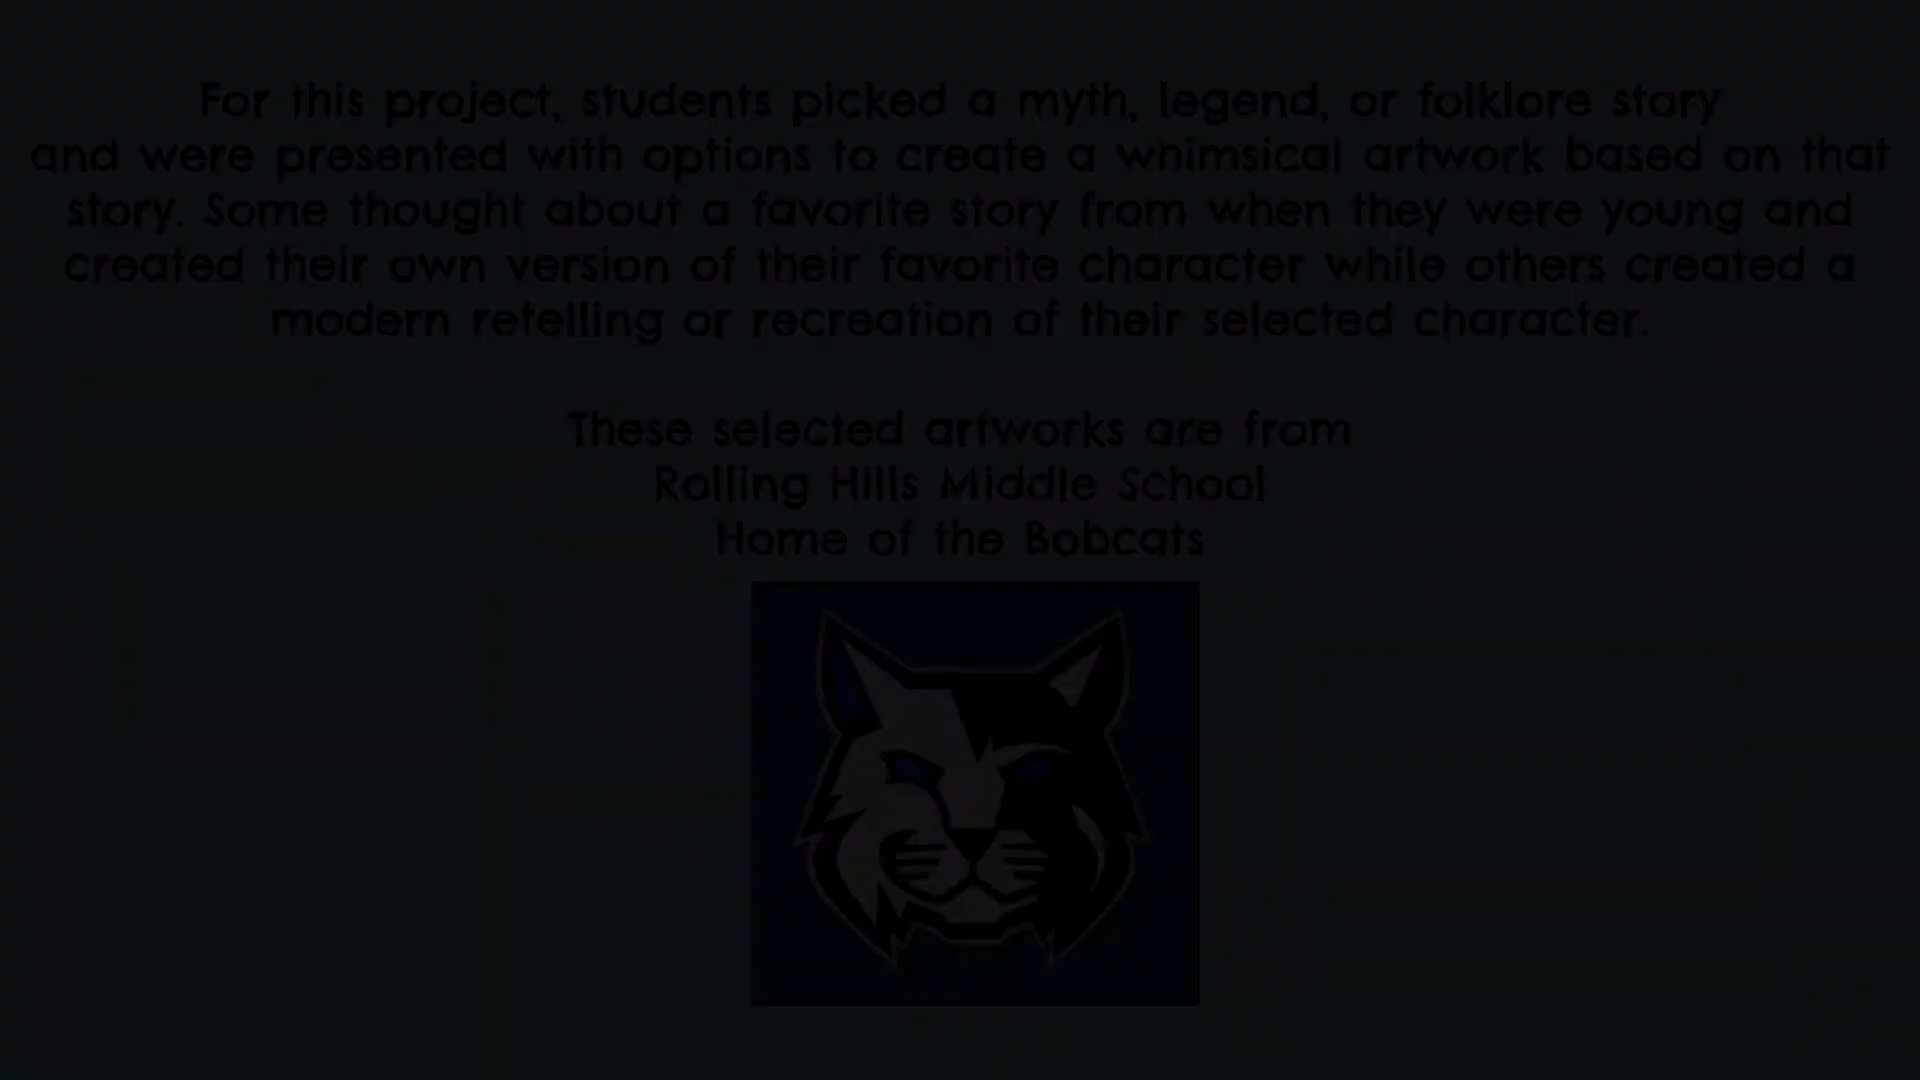 For this project, students picked a myth, legend, or folklore story
and were presented with options to create a whimsical artwork based on that
story. Some thought about a favorite story from when they were young and
created their own version of their favorite character while others created a
modern retelling or recreation of their selected character.
These selected artworks are from
Rolling Hills Middle School
Home of the Bobcats